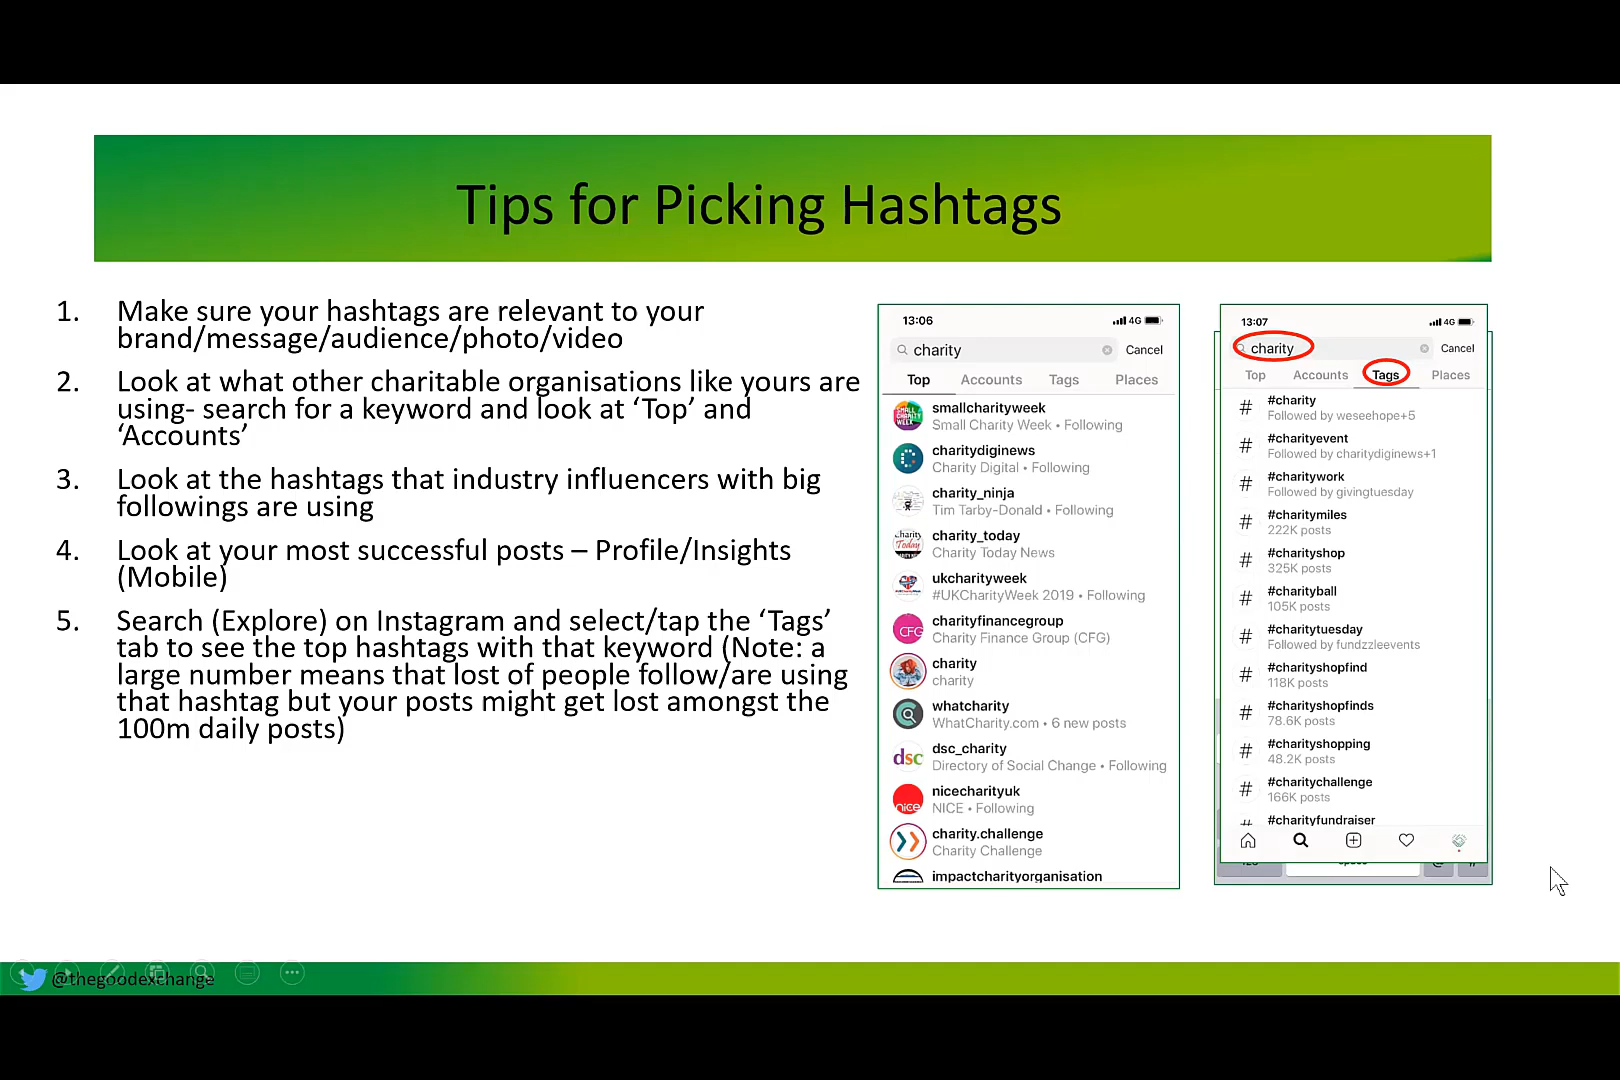 Tips for Picking Hashtags
1. Make sure your hashtags are relevant to your
brand/message/audience/photo/video
2. Look at what other charitable organisations like yours are
using- search for a keyword and look at ‘Top’ and
‘Accounts’
3. Look at the hashtags that industry influencers with big
followings are using
4. Look at your most successful posts – Profile/Insights
(Mobile)
5. Search (Explore) on Instagram and select/tap the ‘Tags’
tab to see the top hashtags with that keyword (Note: a
large number means that lost of people follow/are using
that hashtag but your posts might get lost amongst the
100m daily posts)
13:06 4G
charity Cancel
Top Accounts Tags Places
smallcharityweek
Small Charity Week • Following
charitydiginews
Charity Digital • Following
charity_ninja
Tim Tarby-Donald • Following
charity_today
Charity Today News
ukcharityweek
#UKCharityWeek 2019 • Following
CFG
charityfinancegroup
Charity Finance Group (CFG)
charity
charity
whatcharity
WhatCharity.com • 6 new posts
dsc
dsc_charity
Directory of Social Change • Following
nice
nicecharityuk
NICE • Following
charity.challenge
Charity Challenge
impactcharityorganisation
13:07 4G
charity Cancel
Top Accounts Tags Places
#charity
Followed by weseehope+5
#charityevent
Followed by charitydiginews+1
#charitywork
Followed by givingtuesday
#charitymiles
222K posts
#charityshop
325K posts
#charityball
105K posts
#charitytuesday
Followed by fundzzleevents
#charityshopfind
118K posts
#charityshopfinds
78.6K posts
#charityshopping
48.2K posts
#charitychallenge
166K posts
#charityfundraiser
@thegoodexchange